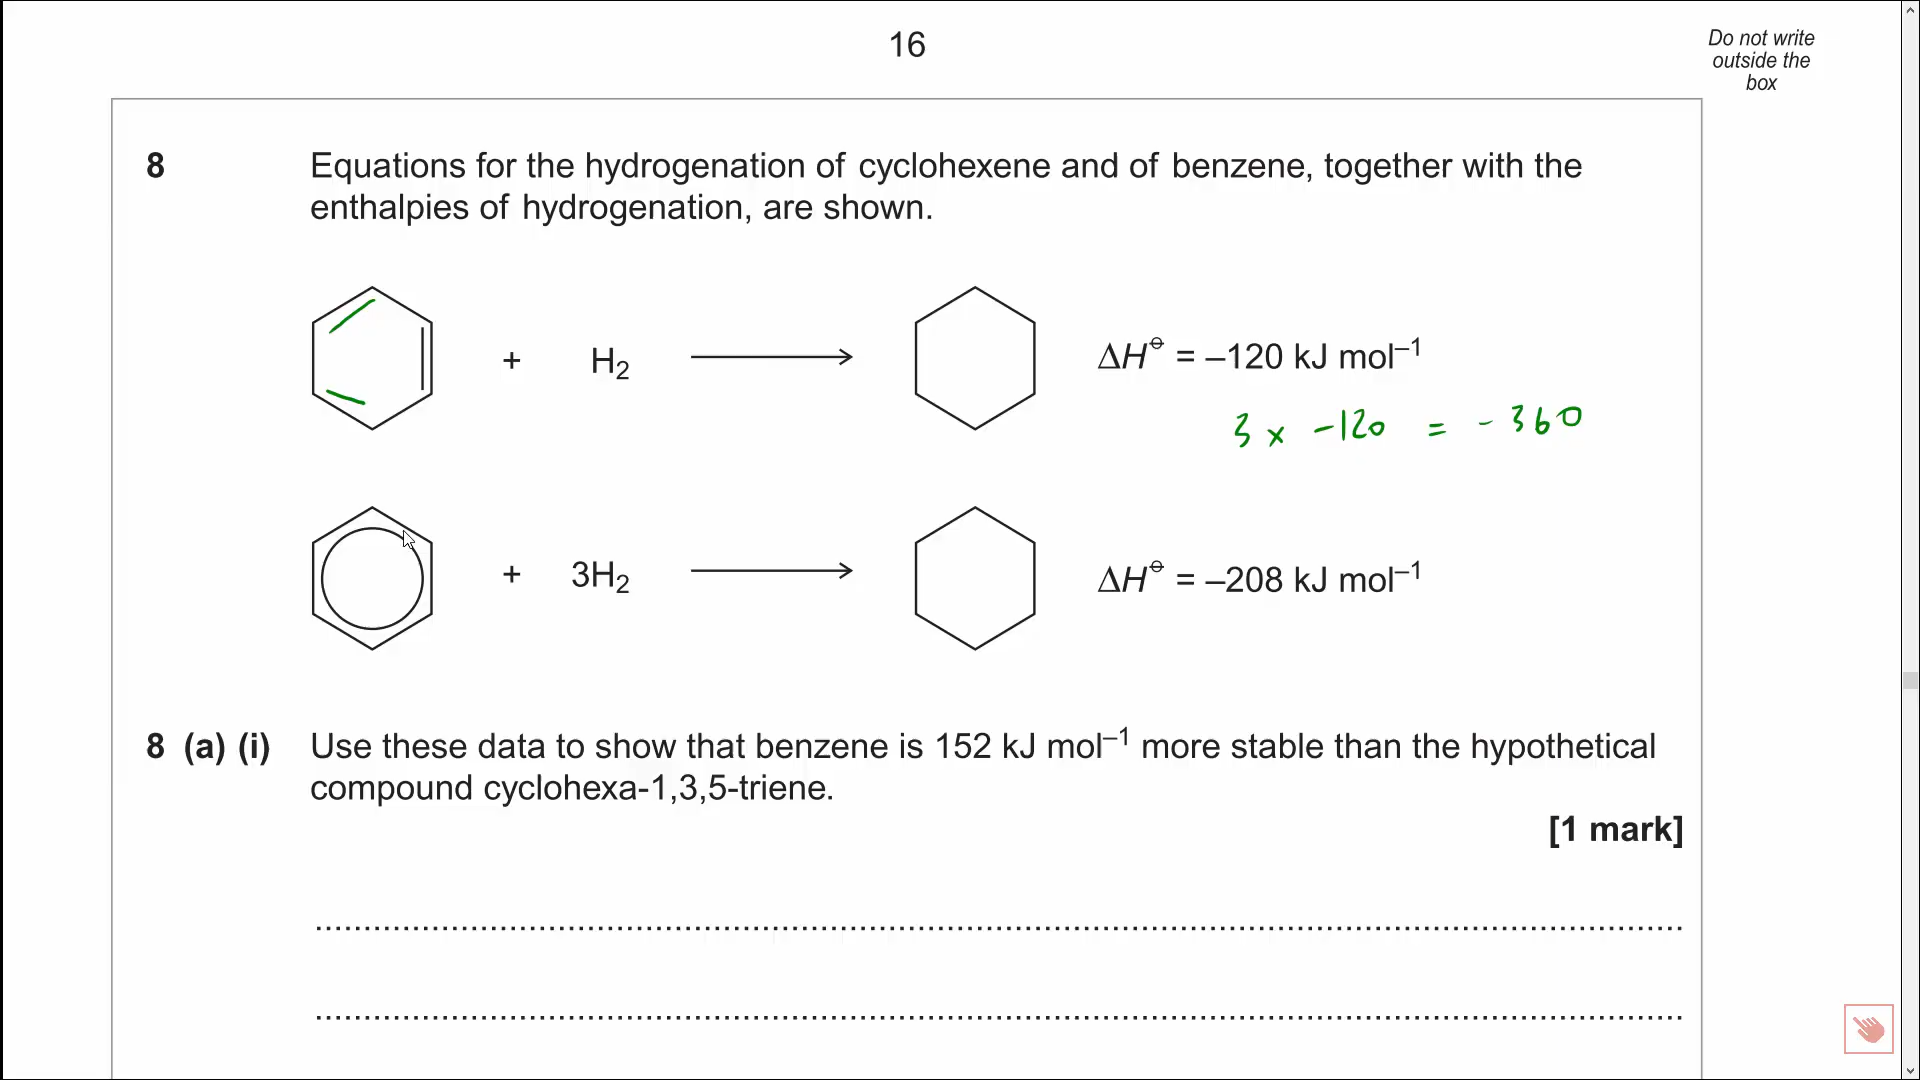 16
Do not write
outside the
box
8 Equations for the hydrogenation of cyclohexene and of benzene, together with the
enthalpies of hydrogenation, are shown.
+ H₂ ΔH⦵ = –120 kJ mol⁻¹
3 x -120 = - 360
+ 3H₂ ΔH⦵ = –208 kJ mol⁻¹
8 (a) (i) Use these data to show that benzene is 152 kJ mol⁻¹ more stable than the hypothetical
compound cyclohexa-1,3,5-triene.
[1 mark]